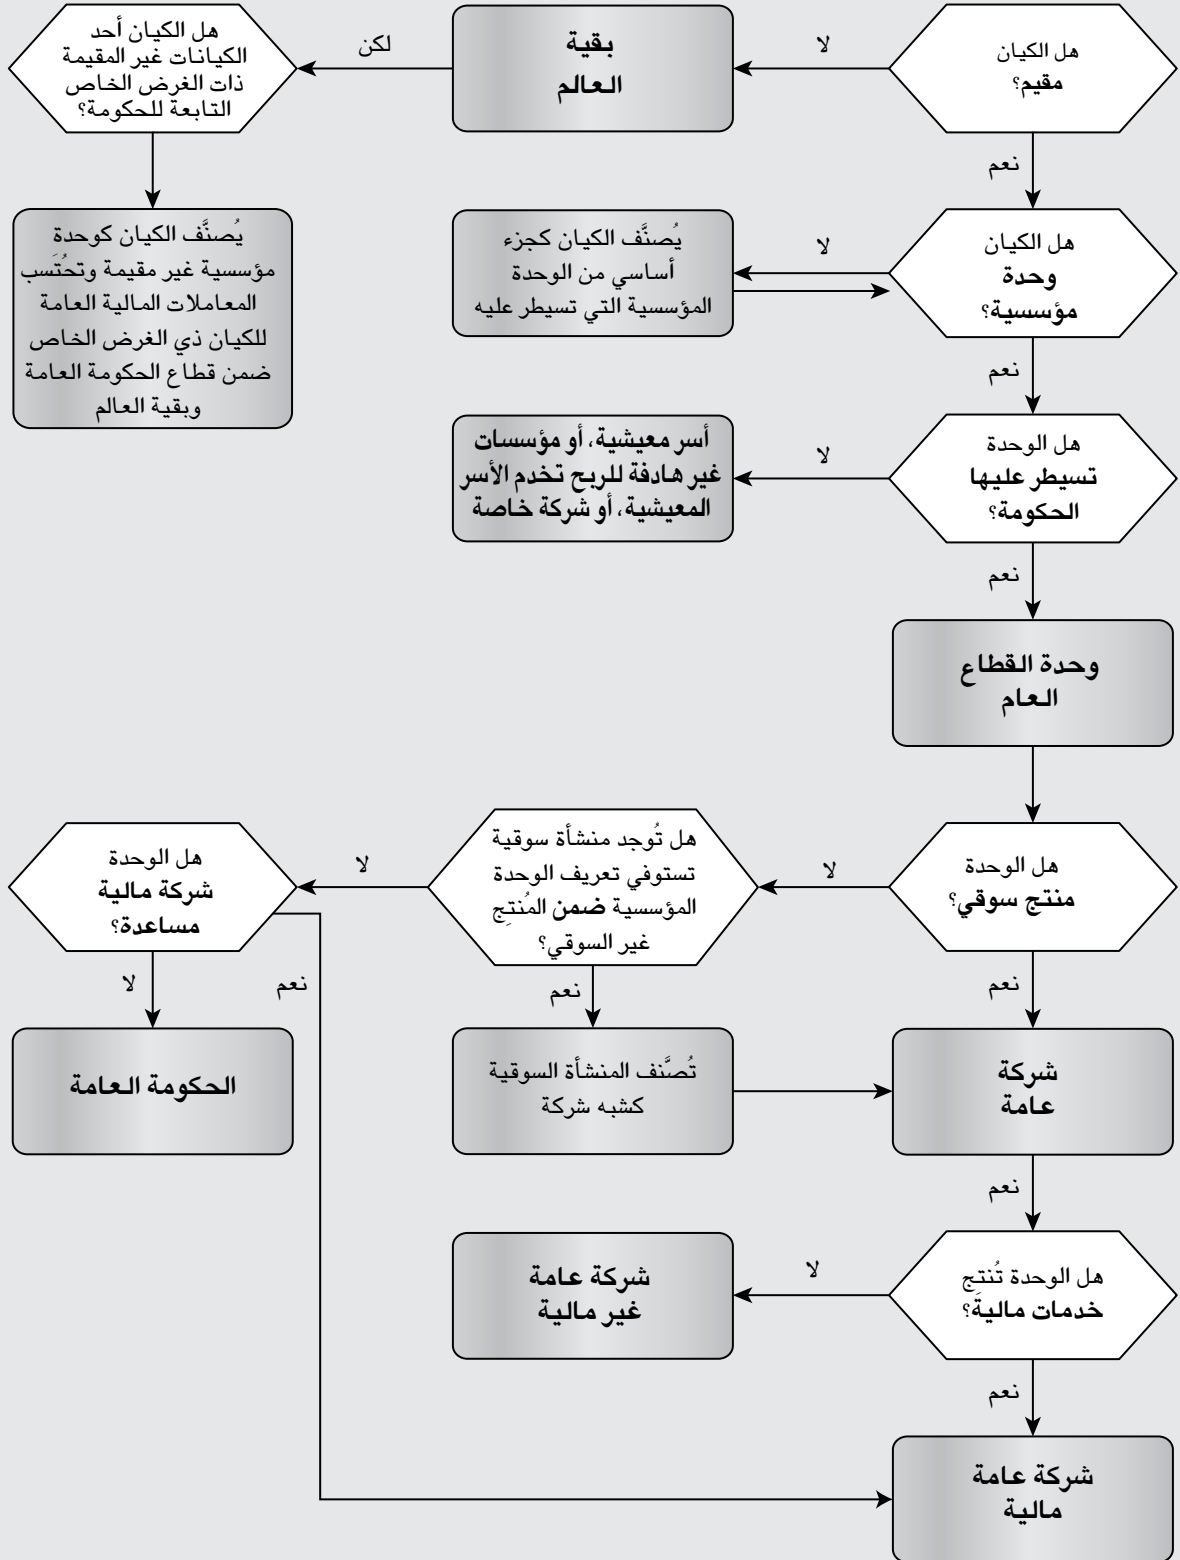 هل الكيان
مقيم؟
لا
بقية
العالم
لكن
هل الكيان أحد
الكيانات غير المقيمة
ذات الغرض الخاص
التابعة للحكومة؟
يُصنَّف الكيان كوحدة
مؤسسية غير مقيمة وتحُتَسب
المعاملات المالية العامة
للكيان ذي الغرض الخاص
ضمن قطاع الحكومة العامة
وبقية العالم
نعم
هل الكيان
وحدة
مؤسسية؟
لا
يُصنَّف الكيان كجزء
أساسي من الوحدة
المؤسسية التي تسيطر عليه
نعم
هل الوحدة
تسيطر عليها
الحكومة؟
لا
أسر معيشية، أو مؤسسات
غير هادفة للربح تخدم الأسر
المعيشية، أو شركة خاصة
نعم
وحدة القطاع
العام
هل الوحدة
منتج سوقي؟
لا
هل تُوجد منشأة سوقية
تستوفي تعريف الوحدة
المؤسسية ضمن المُنتِج
غير السوقي؟
لا
هل الوحدة
شركة مالية
مساعدة؟
نعم
نعم
نعم
لا
شركة
عامة
تُصَّنف المنشأة السوقية
كشبه شركة
الحكومة العامة
نعم
هل الوحدة تُنتِج
خدمات مالية؟
لا
شركة عامة
غير مالية
نعم
شركة عامة
مالية